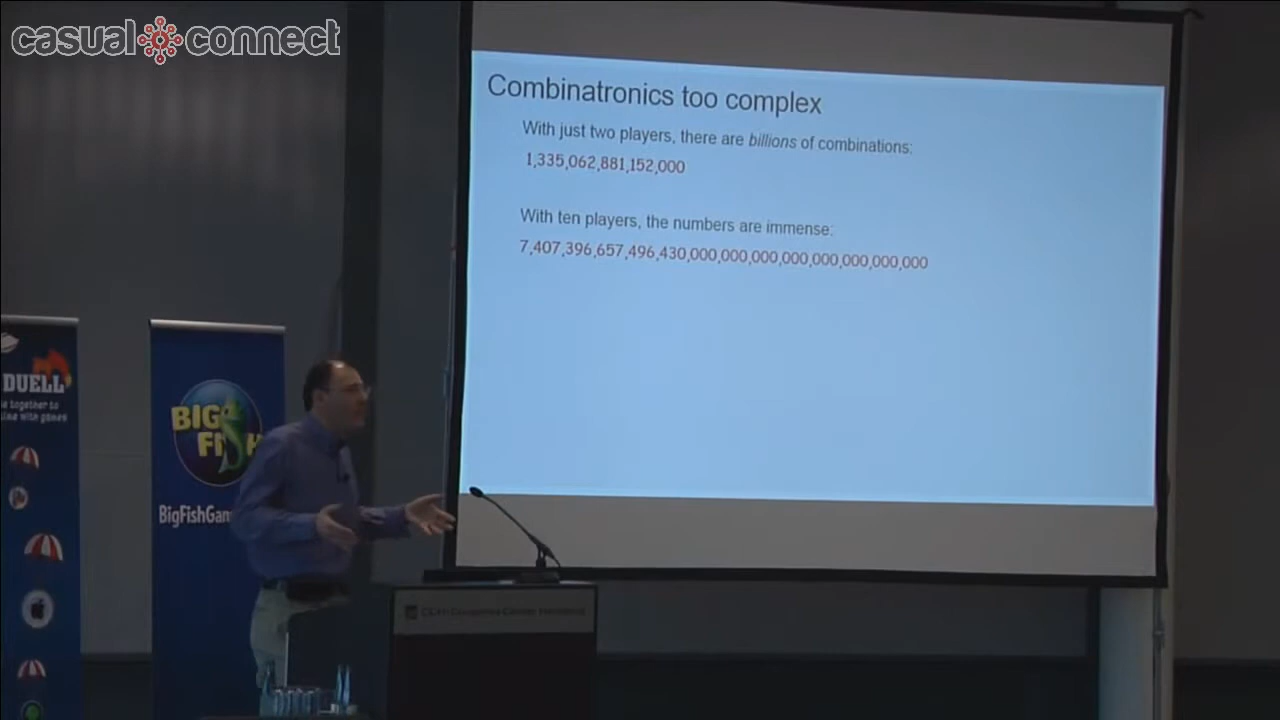 casual connect
Combinatronics too complex
With just two players, there are billions of combinations:
1,335,062,881,152,000
With ten players, the numbers are immense:
7,407,396,657,496,430,000,000,000,000,000,000,000,000
DUELL
BIG
FISH